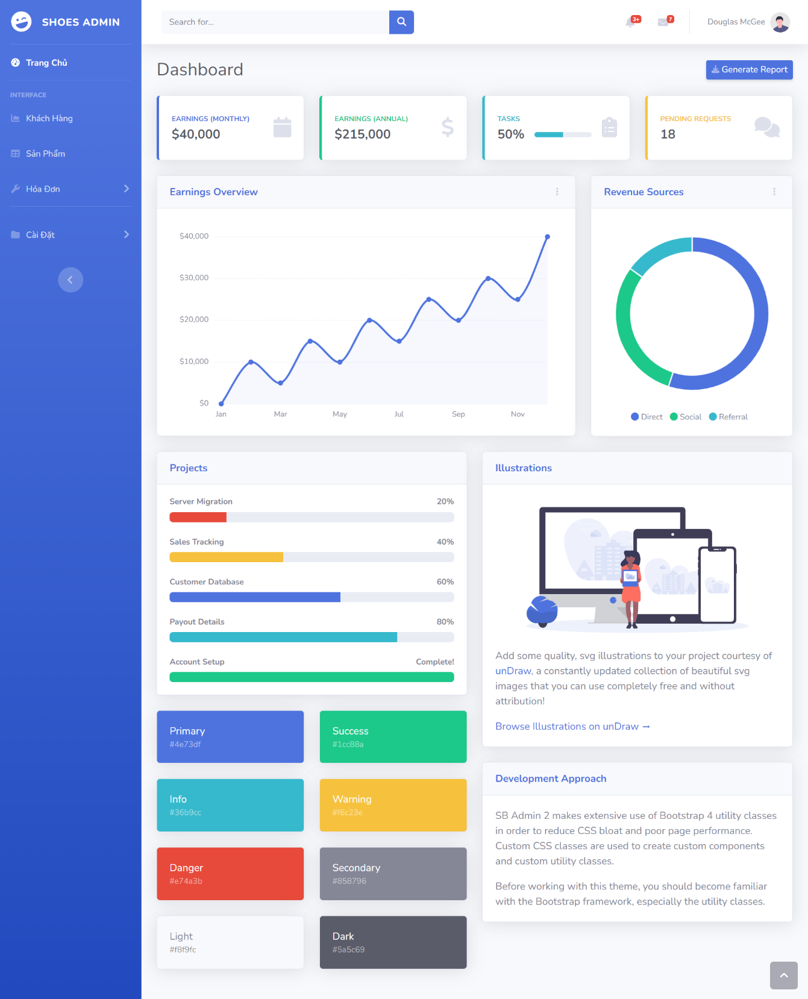 SHOES ADMIN
Trang Chủ
INTERFACE
Khách Hàng
Sản Phẩm
Hóa Đơn
Cài Đặt
Search for...
3+
7
Douglas McGee
Dashboard
Generate Report
EARNINGS (MONTHLY)
$40,000
EARNINGS (ANNUAL)
$215,000
TASKS
50%
PENDING REQUESTS
18
Earnings Overview
$40,000
$30,000
$20,000
$10,000
$0
Jan Mar May Jul Sep Nov
Revenue Sources
Direct Social Referral
Projects
Server Migration 20%
Sales Tracking 40%
Customer Database 60%
Payout Details 80%
Account Setup Complete!
Primary
#4e73df
Success
#1cc88a
Info
#36b9cc
Warning
#f6c23e
Danger
#e74a3b
Secondary
#858796
Light
#f8f9fc
Dark
#5a5c69
Illustrations
Add some quality, svg illustrations to your project courtesy of
unDraw, a constantly updated collection of beautiful svg
images that you can use completely free and without
attribution!
Browse Illustrations on unDraw →
Development Approach
SB Admin 2 makes extensive use of Bootstrap 4 utility classes
in order to reduce CSS bloat and poor page performance.
Custom CSS classes are used to create custom components
and custom utility classes.
Before working with this theme, you should become familiar
with the Bootstrap framework, especially the utility classes.